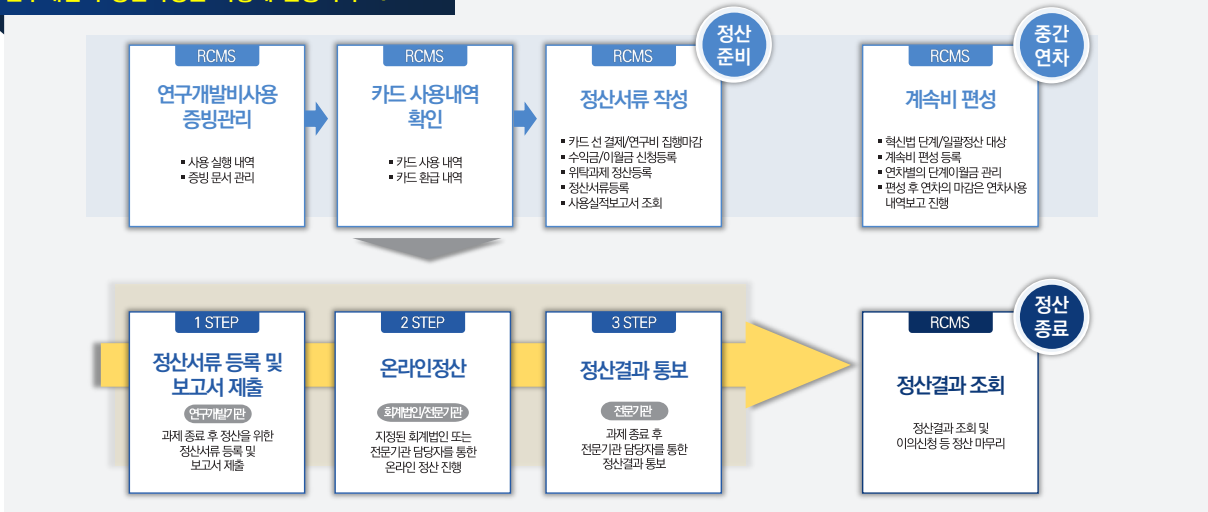 RCMS
연구개발비사용
증빙관리
▪ 사용 실행 내역
▪ 증빙 문서 관리
RCMS
카드 사용내역
확인
▪ 카드 사용 내역
▪ 카드 환급 내역
정산
준비
RCMS
정산서류 작성
▪ 카드 선 결제/연구비 집행마감
▪ 수익금/이월금 신청등록
▪ 위탁과제 정산등록
▪ 정산서류등록
▪ 사용실적보고서 조회
중간
연차
RCMS
계속비 편성
▪ 혁신법 단계/일괄정산 대상
▪ 계속비 편성 등록
▪ 연차별의 단계이월금 관리
▪ 편성 후 연차의 마감은 연차사용
내역보고 진행
1 STEP
정산서류 등록 및
보고서 제출
연구개발기관
과제 종료 후 정산을 위한
정산서류 등록 및
보고서 제출
2 STEP
온라인정산
회계법인/전문기관
지정된 회계법인 또는
전문기관 담당자를 통한
온라인 정산 진행
3 STEP
정산결과 통보
전문기관
과제 종료 후
전문기관 담당자를 통한
정산결과 통보
정산
종료
RCMS
정산결과 조회
정산결과 조회 및
이의신청 등 정산 마무리